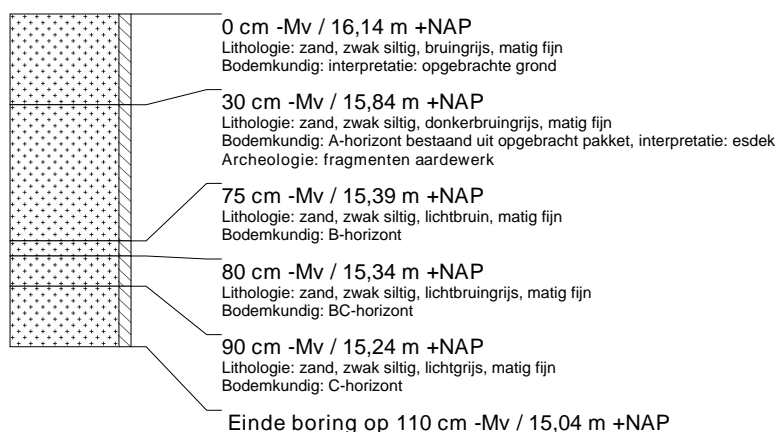 0 cm -Mv / 16,14 m +NAP
Lithologie: zand, zwak siltig, bruingrijs, matig fijn
Bodemkundig: interpretatie: opgebrachte grond
30 cm -Mv / 15,84 m +NAP
Lithologie: zand, zwak siltig, donkerbruingrijs, matig fijn
Bodemkundig: A-horizont bestaand uit opgebracht pakket, interpretatie: esdek
Archeologie: fragmenten aardewerk
75 cm -Mv / 15,39 m +NAP
Lithologie: zand, zwak siltig, lichtbruin, matig fijn
Bodemkundig: B-horizont
80 cm -Mv / 15,34 m +NAP
Lithologie: zand, zwak siltig, lichtbruingrijs, matig fijn
Bodemkundig: BC-horizont
90 cm -Mv / 15,24 m +NAP
Lithologie: zand, zwak siltig, lichtgrijs, matig fijn
Bodemkundig: C-horizont
Einde boring op 110 cm -Mv / 15,04 m +NAP